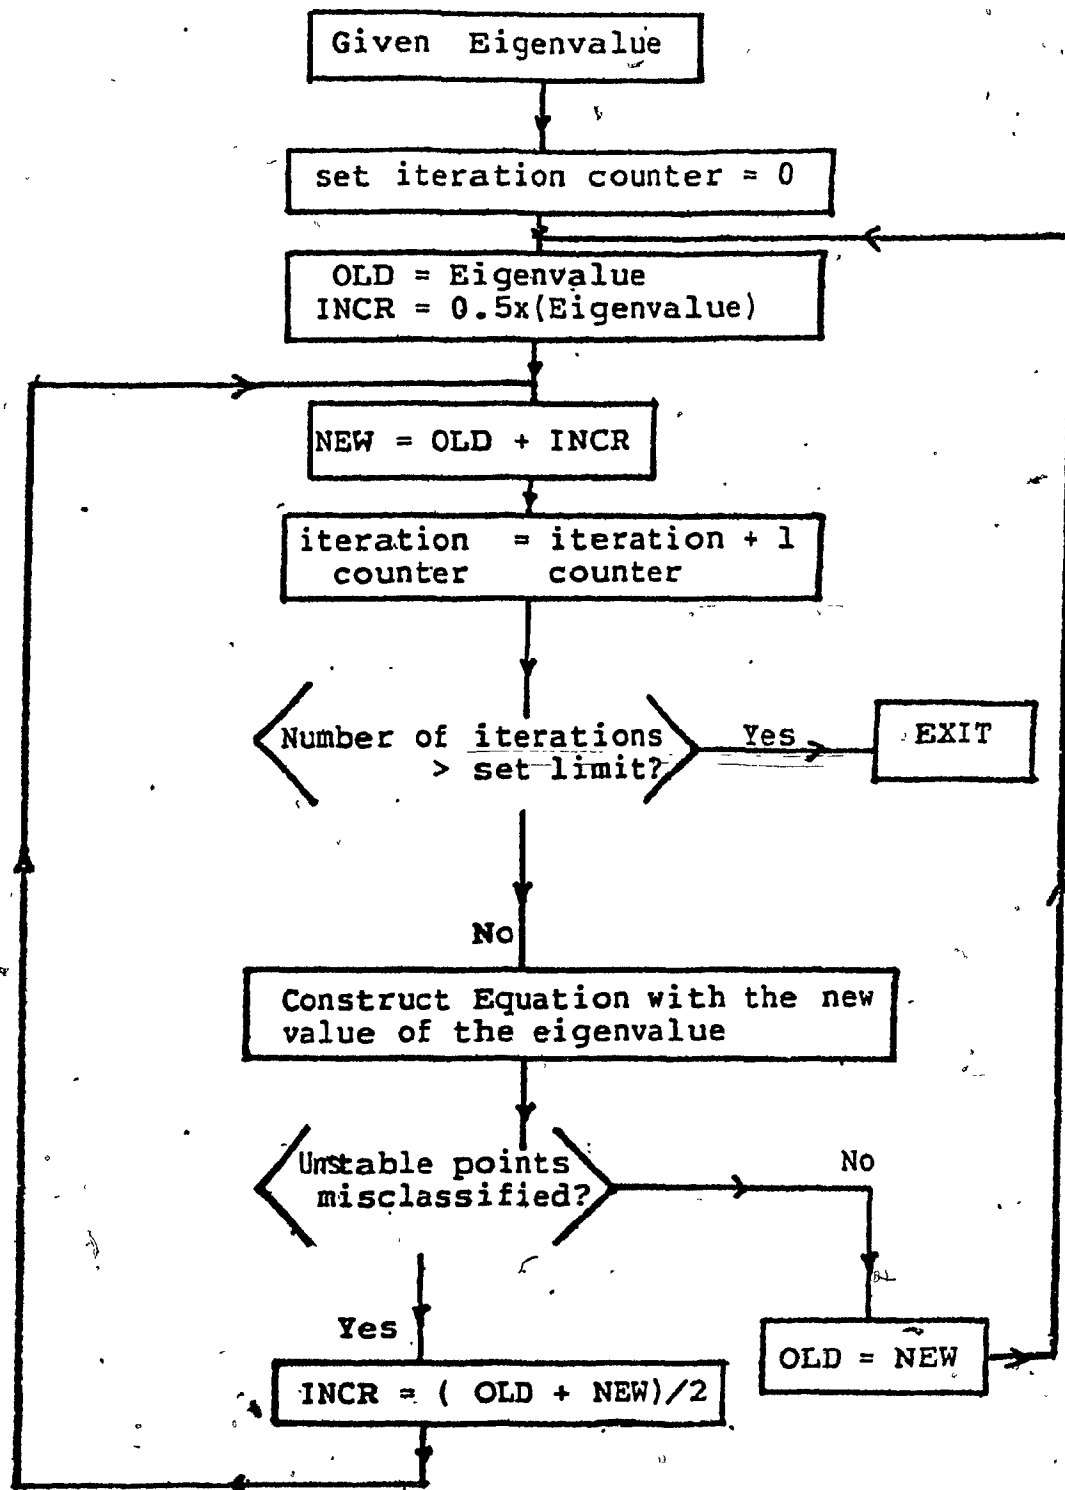 Given Eigenvalue
set iteration counter = 0
OLD = Eigenvalue
INCR = 0.5x(Eigenvalue)
NEW = OLD + INCR
iteration = iteration + 1
counter counter
Number of iterations
> set limit?
Yes
EXIT
No
Construct Equation with the new
value of the eigenvalue
Unstable points
misclassified?
No
Yes
OLD = NEW
INCR = ( OLD + NEW)/2